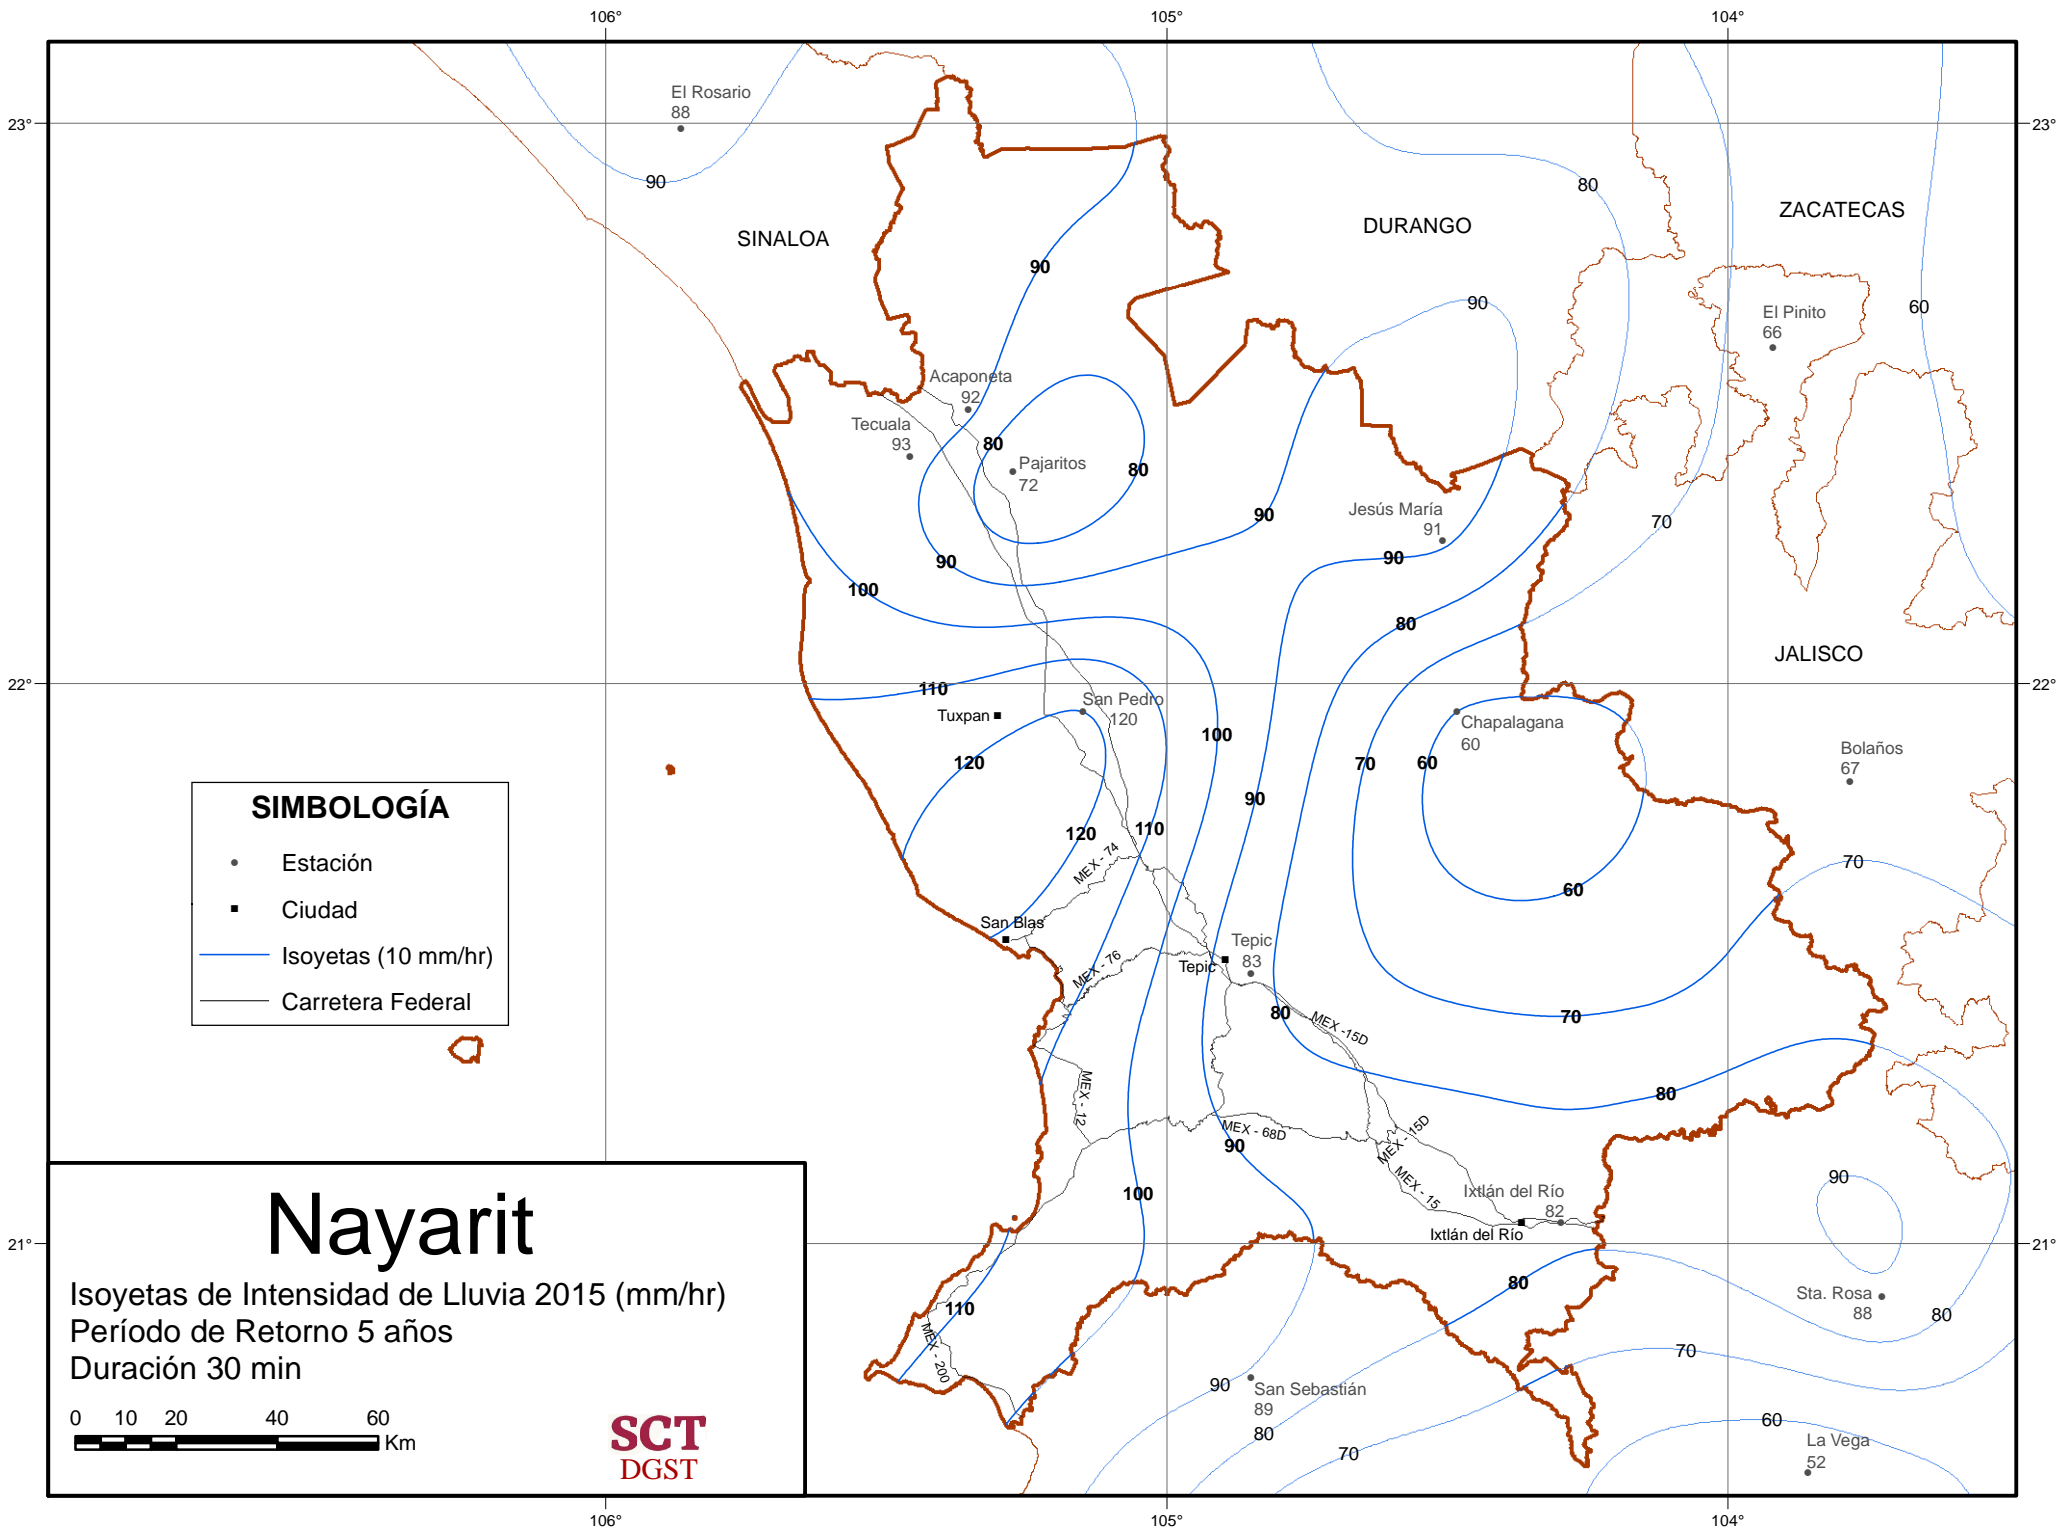 106°
105°
104°
23°
23°
El Rosario
88
90
SINALOA
DURANGO
ZACATECAS
80
90
90
60
El Pinito
66
Acaponeta
92
Tecuala
93
80
Pajaritos
72
80
90
Jesús María
91
90
70
90
100
80
JALISCO
22°
22°
110
San Pedro
120
Tuxpan
100
Chapalagana
60
120
70
60
Bolaños
67
90
120
110
MEX - 74
70
60
San Blas
Tepic
83
Tepic
MEX - 76
80
MEX -15D
70
MEX - 12
80
MEX - 68D
90
MEX - 15D
MEX - 15
100
Ixtlán del Río
82
Ixtlán del Río
90
21°
21°
80
Sta. Rosa
88
80
110
MEX - 200
70
90
San Sebastián
89
80
70
60
La Vega
52
SIMBOLOGÍA
Estación
Ciudad
Isoyetas (10 mm/hr)
Carretera Federal
Nayarit
Isoyetas de Intensidad de Lluvia 2015 (mm/hr)
Período de Retorno 5 años
Duración 30 min
0 10 20 40 60
Km
SCT
DGST
106°
105°
104°